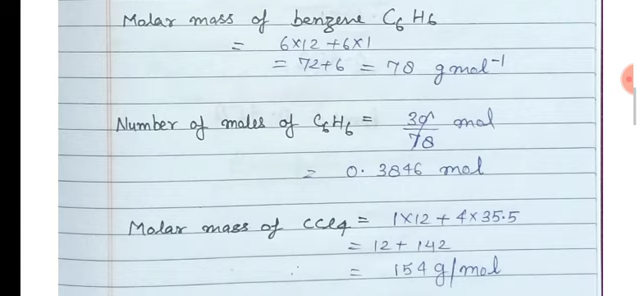 Molar mass of benzene C6 H6
= 6×12 + 6×1
= 72+6 = 78 g mol-1
Number of moles of C6H6 = 30/78 mol
= 0.3846 mol
Molar mass of CCl4 = 1×12 + 4×35.5
= 12 + 142
= 154 g/mol